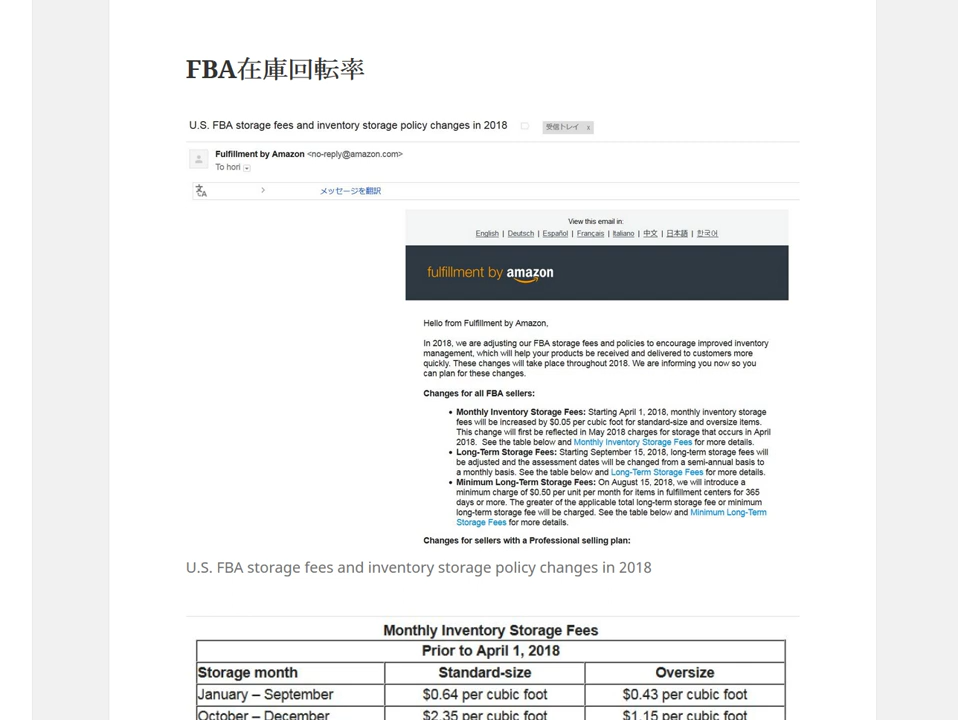 FBA在庫回転率
U.S. FBA storage fees and inventory storage policy changes in 2018
受信トレイ x
Fulfillment by Amazon <no-reply@amazon.com>
To hori
メッセージを翻訳
View this email in:
English | Deutsch | Español | Français | Italiano | 中文 | 日本語 | 한국어
fulfillment by amazon
Hello from Fulfillment by Amazon,
In 2018, we are adjusting our FBA storage fees and policies to encourage improved inventory
management, which will help your products be received and delivered to customers more
quickly. These changes will take place throughout 2018. We are informing you now so you
can plan for these changes.
Changes for all FBA sellers:
• Monthly Inventory Storage Fees: Starting April 1, 2018, monthly inventory storage
fees will be increased by $0.05 per cubic foot for standard-size and oversize items.
This change will first be reflected in May 2018 charges for storage that occurs in April
2018. See the table below and Monthly Inventory Storage Fees for more details.
• Long-Term Storage Fees: Starting September 15, 2018, long-term storage fees will
be adjusted and the assessment dates will be changed from a semi-annual basis to
a monthly basis. See the table below and Long-Term Storage Fees for more details.
• Minimum Long-Term Storage Fees: On August 15, 2018, we will introduce a
minimum charge of $0.50 per unit per month for items in fulfillment centers for 365
days or more. The greater of the applicable total long-term storage fee or minimum
long-term storage fee will be charged. See the table below and Minimum Long-Term
Storage Fees for more details.
Changes for sellers with a Professional selling plan:
U.S. FBA storage fees and inventory storage policy changes in 2018
Monthly Inventory Storage Fees
Prior to April 1, 2018
Storage month Standard-size Oversize
January – September $0.64 per cubic foot $0.43 per cubic foot
October – December $2.35 per cubic foot $1.15 per cubic foot